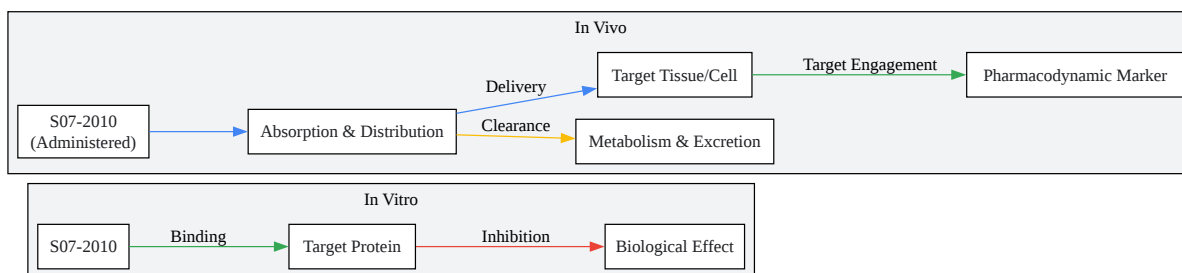 In Vivo
Target Tissue/Cell
Target Engagement
Pharmacodynamic Marker
Delivery
S07-2010
(Administered)
Absorption & Distribution
Clearance
Metabolism & Excretion
In Vitro
S07-2010
Binding
Target Protein
Inhibition
Biological Effect